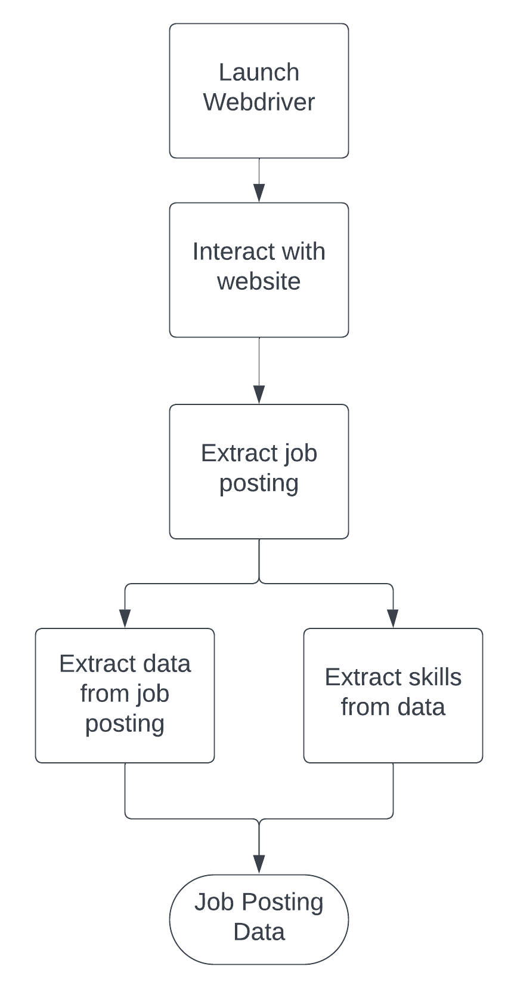 Launch
Webdriver
Interact with
website
Extract job
posting
Extract data
from job
posting
Extract skills
from data
Job Posting
Data